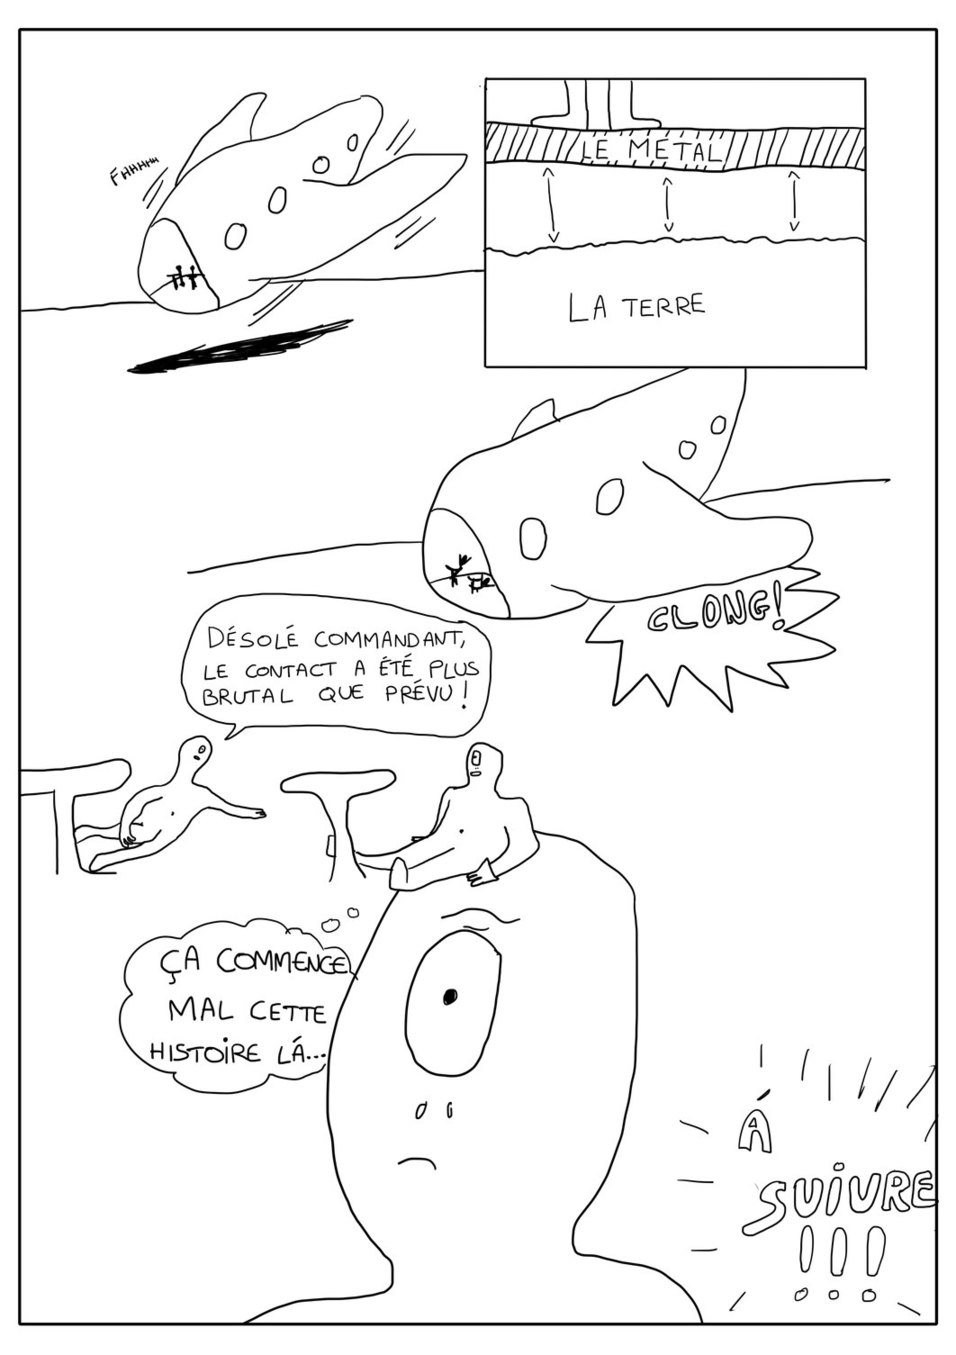 FHHHHH
LE METAL
LA TERRE
CLONG!
DÉSOLÉ COMMANDANT,
LE CONTACT A ÉTÉ PLUS
BRUTAL QUE PRÉVU !
ÇA COMMENCE
MAL CETTE
HISTOIRE LÁ...
Á
SUIVRE
!!!